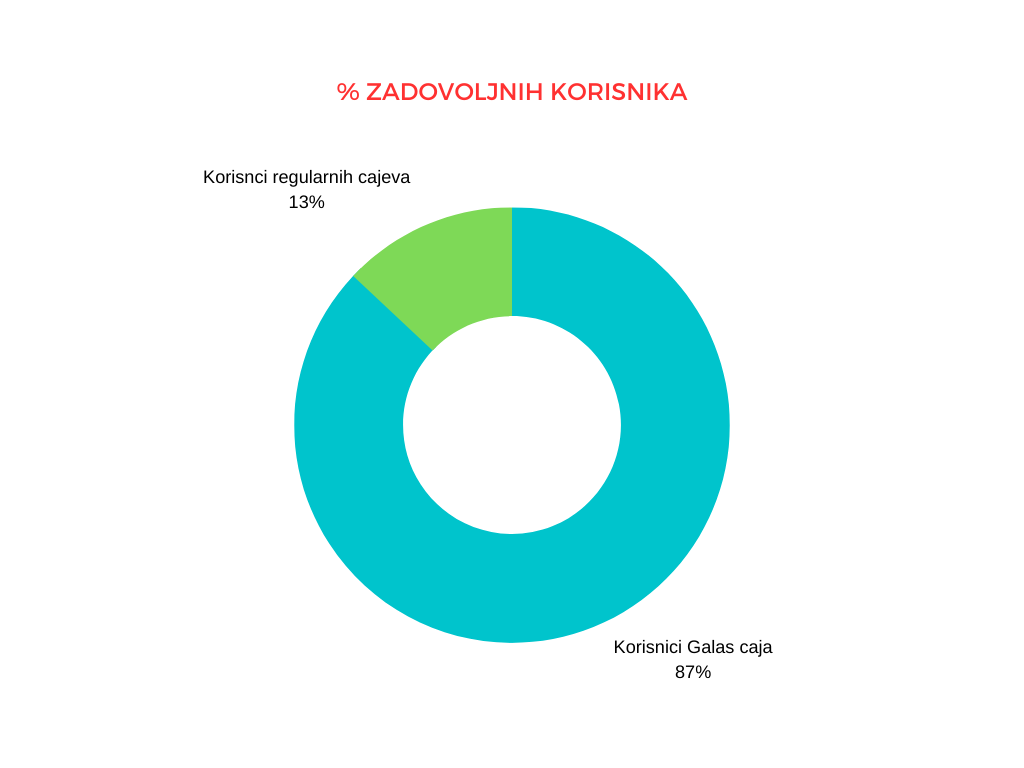 % ZADOVOLJNIH KORISNIKA
Korisnci regularnih cajeva
13%
Korisnici Galas caja
87%